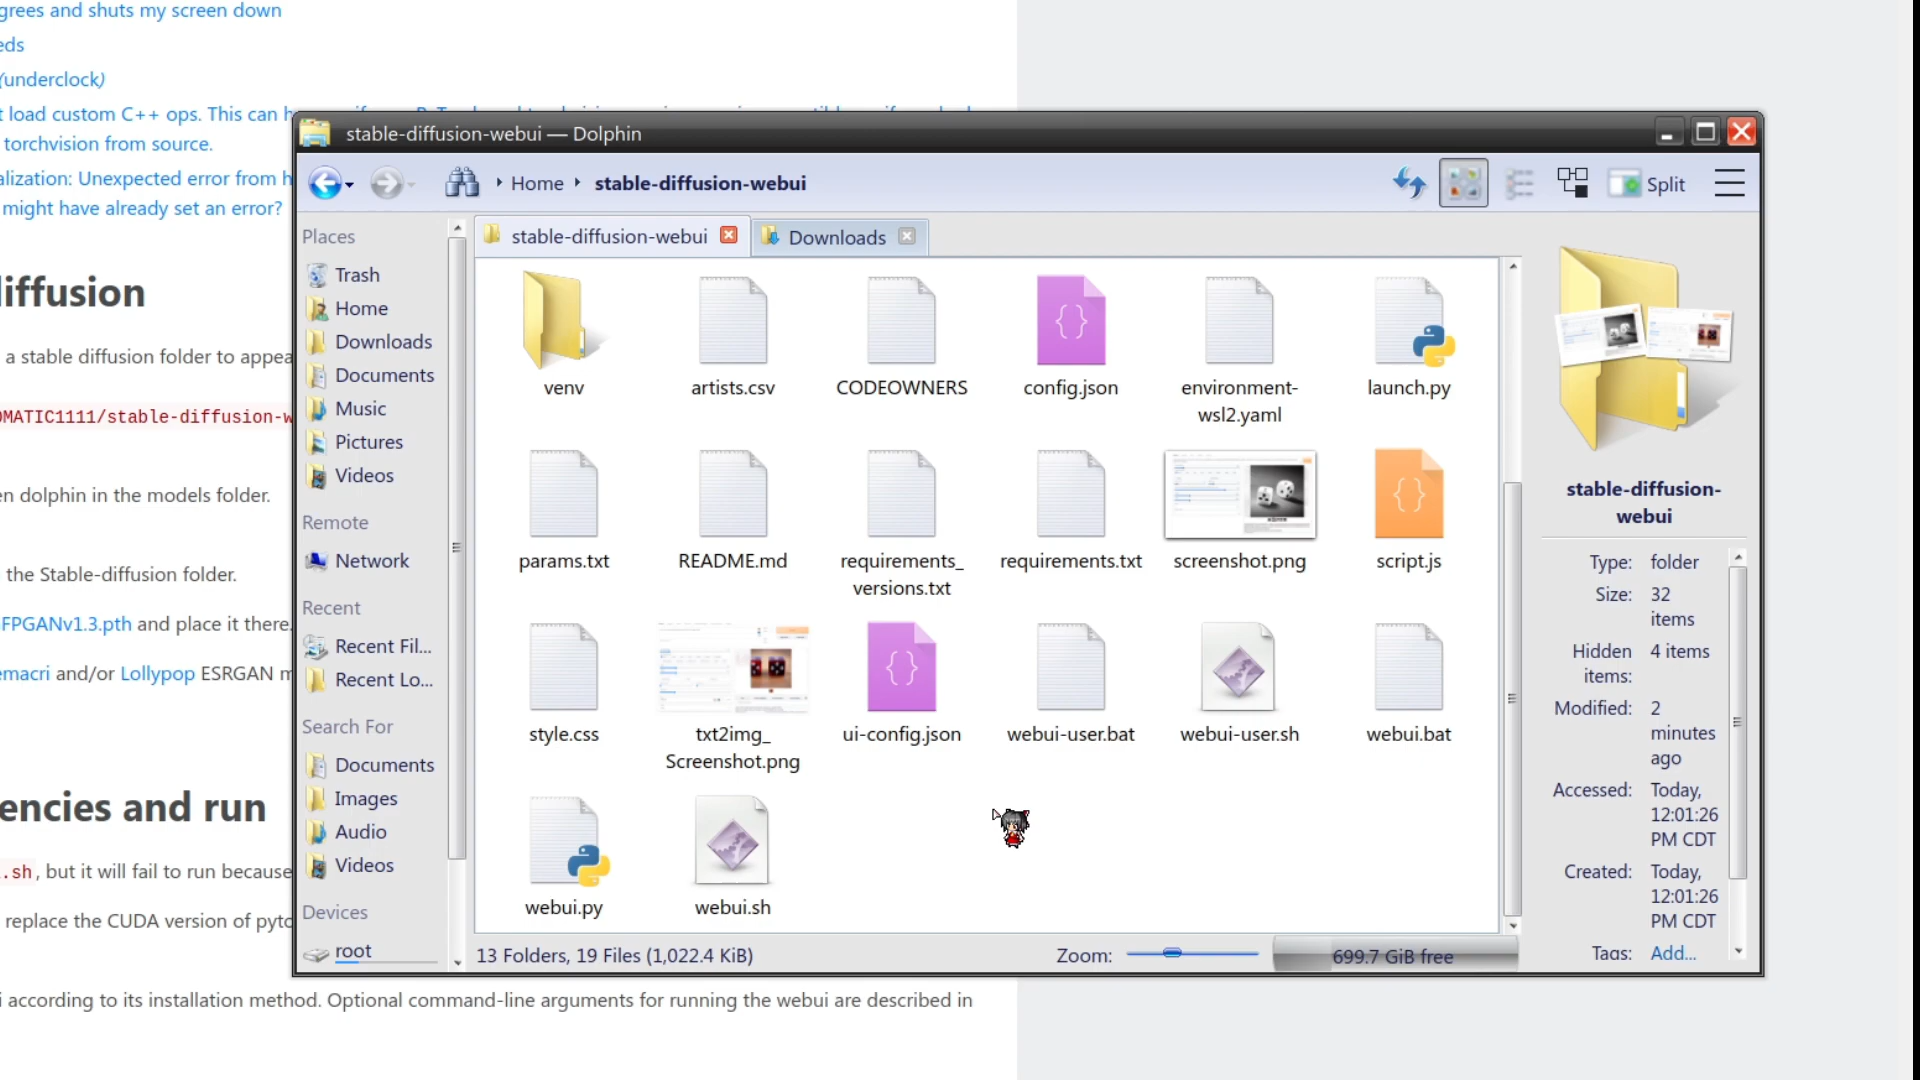 grees and shuts my screen down
eds
(underclock)
t load custom C++ ops. This can h
torchvision from source.
alization: Unexpected error from h
might have already set an error?
iffusion
a stable diffusion folder to appea
OMATIC1111/stable-diffusion-w
en dolphin in the models folder.
the Stable-diffusion folder.
FPGANv1.3.pth and place it there.
emacri and/or Lollypop ESRGAN m
encies and run
.sh, but it will fail to run because
replace the CUDA version of pyto
i according to its installation method. Optional command-line arguments for running the webui are described in
stable-diffusion-webui — Dolphin
Home
stable-diffusion-webui
Split
Places
Trash
Home
Downloads
Documents
Music
Pictures
Videos
Remote
Network
Recent
Recent Fil...
Recent Lo...
Search For
Documents
Images
Audio
Videos
Devices
root
stable-diffusion-webui
Downloads
venv
artists.csv
CODEOWNERS
config.json
environment-
wsl2.yaml
launch.py
params.txt
README.md
requirements_
versions.txt
requirements.txt
screenshot.png
script.js
style.css
txt2img_
Screenshot.png
ui-config.json
webui-user.bat
webui-user.sh
webui.bat
webui.py
webui.sh
13 Folders, 19 Files (1,022.4 KiB)
Zoom:
699.7 GiB free
stable-diffusion-
webui
Type: folder
Size: 32
items
Hidden 4 items
items:
Modified: 2
minutes
ago
Accessed: Today,
12:01:26
PM CDT
Created: Today,
12:01:26
PM CDT
Tags: Add...